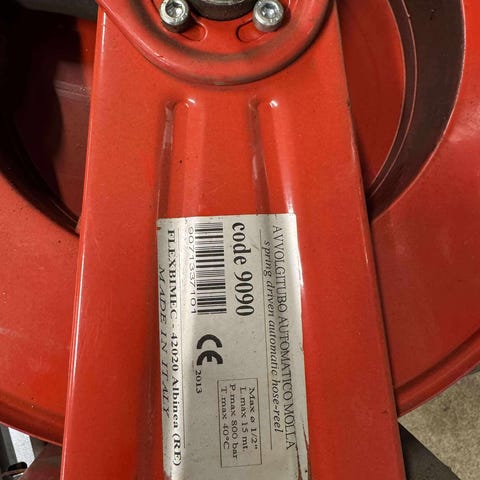 AVVOLGITUBO AUTOMATICO MOLLA
spring driven automatic hose-reel
code 9090
9071337101
FLEXBIMEC - 42020 Albinea (RE)
MADE IN ITALY
CE 2013
Max ø 1/2"
L.max 15 mt.
P.max 800 bar
T.max 40°C